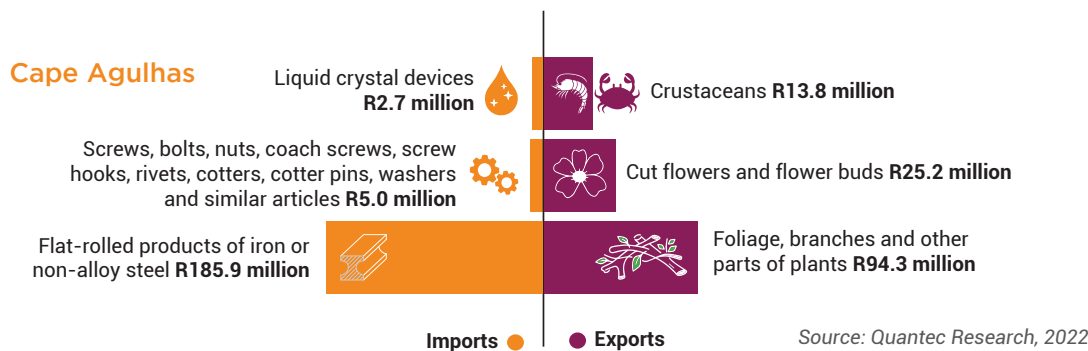 Cape Agulhas
Liquid crystal devices
R2.7 million
Crustaceans R13.8 million
Screws, bolts, nuts, coach screws, screw
hooks, rivets, cotters, cotter pins, washers
and similar articles R5.0 million
Cut flowers and flower buds R25.2 million
Flat-rolled products of iron or
non-alloy steel R185.9 million
Foliage, branches and other
parts of plants R94.3 million
Imports
Exports
Source: Quantec Research, 2022